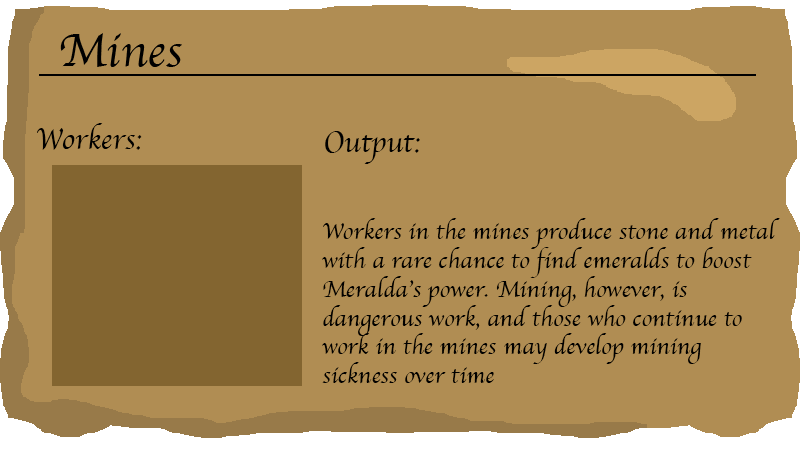 Mines
Workers:
Output:
Workers in the mines produce stone and metal
with a rare chance to find emeralds to boost
Meralda's power. Mining, however, is
dangerous work, and those who continue to
work in the mines may develop mining
sickness over time